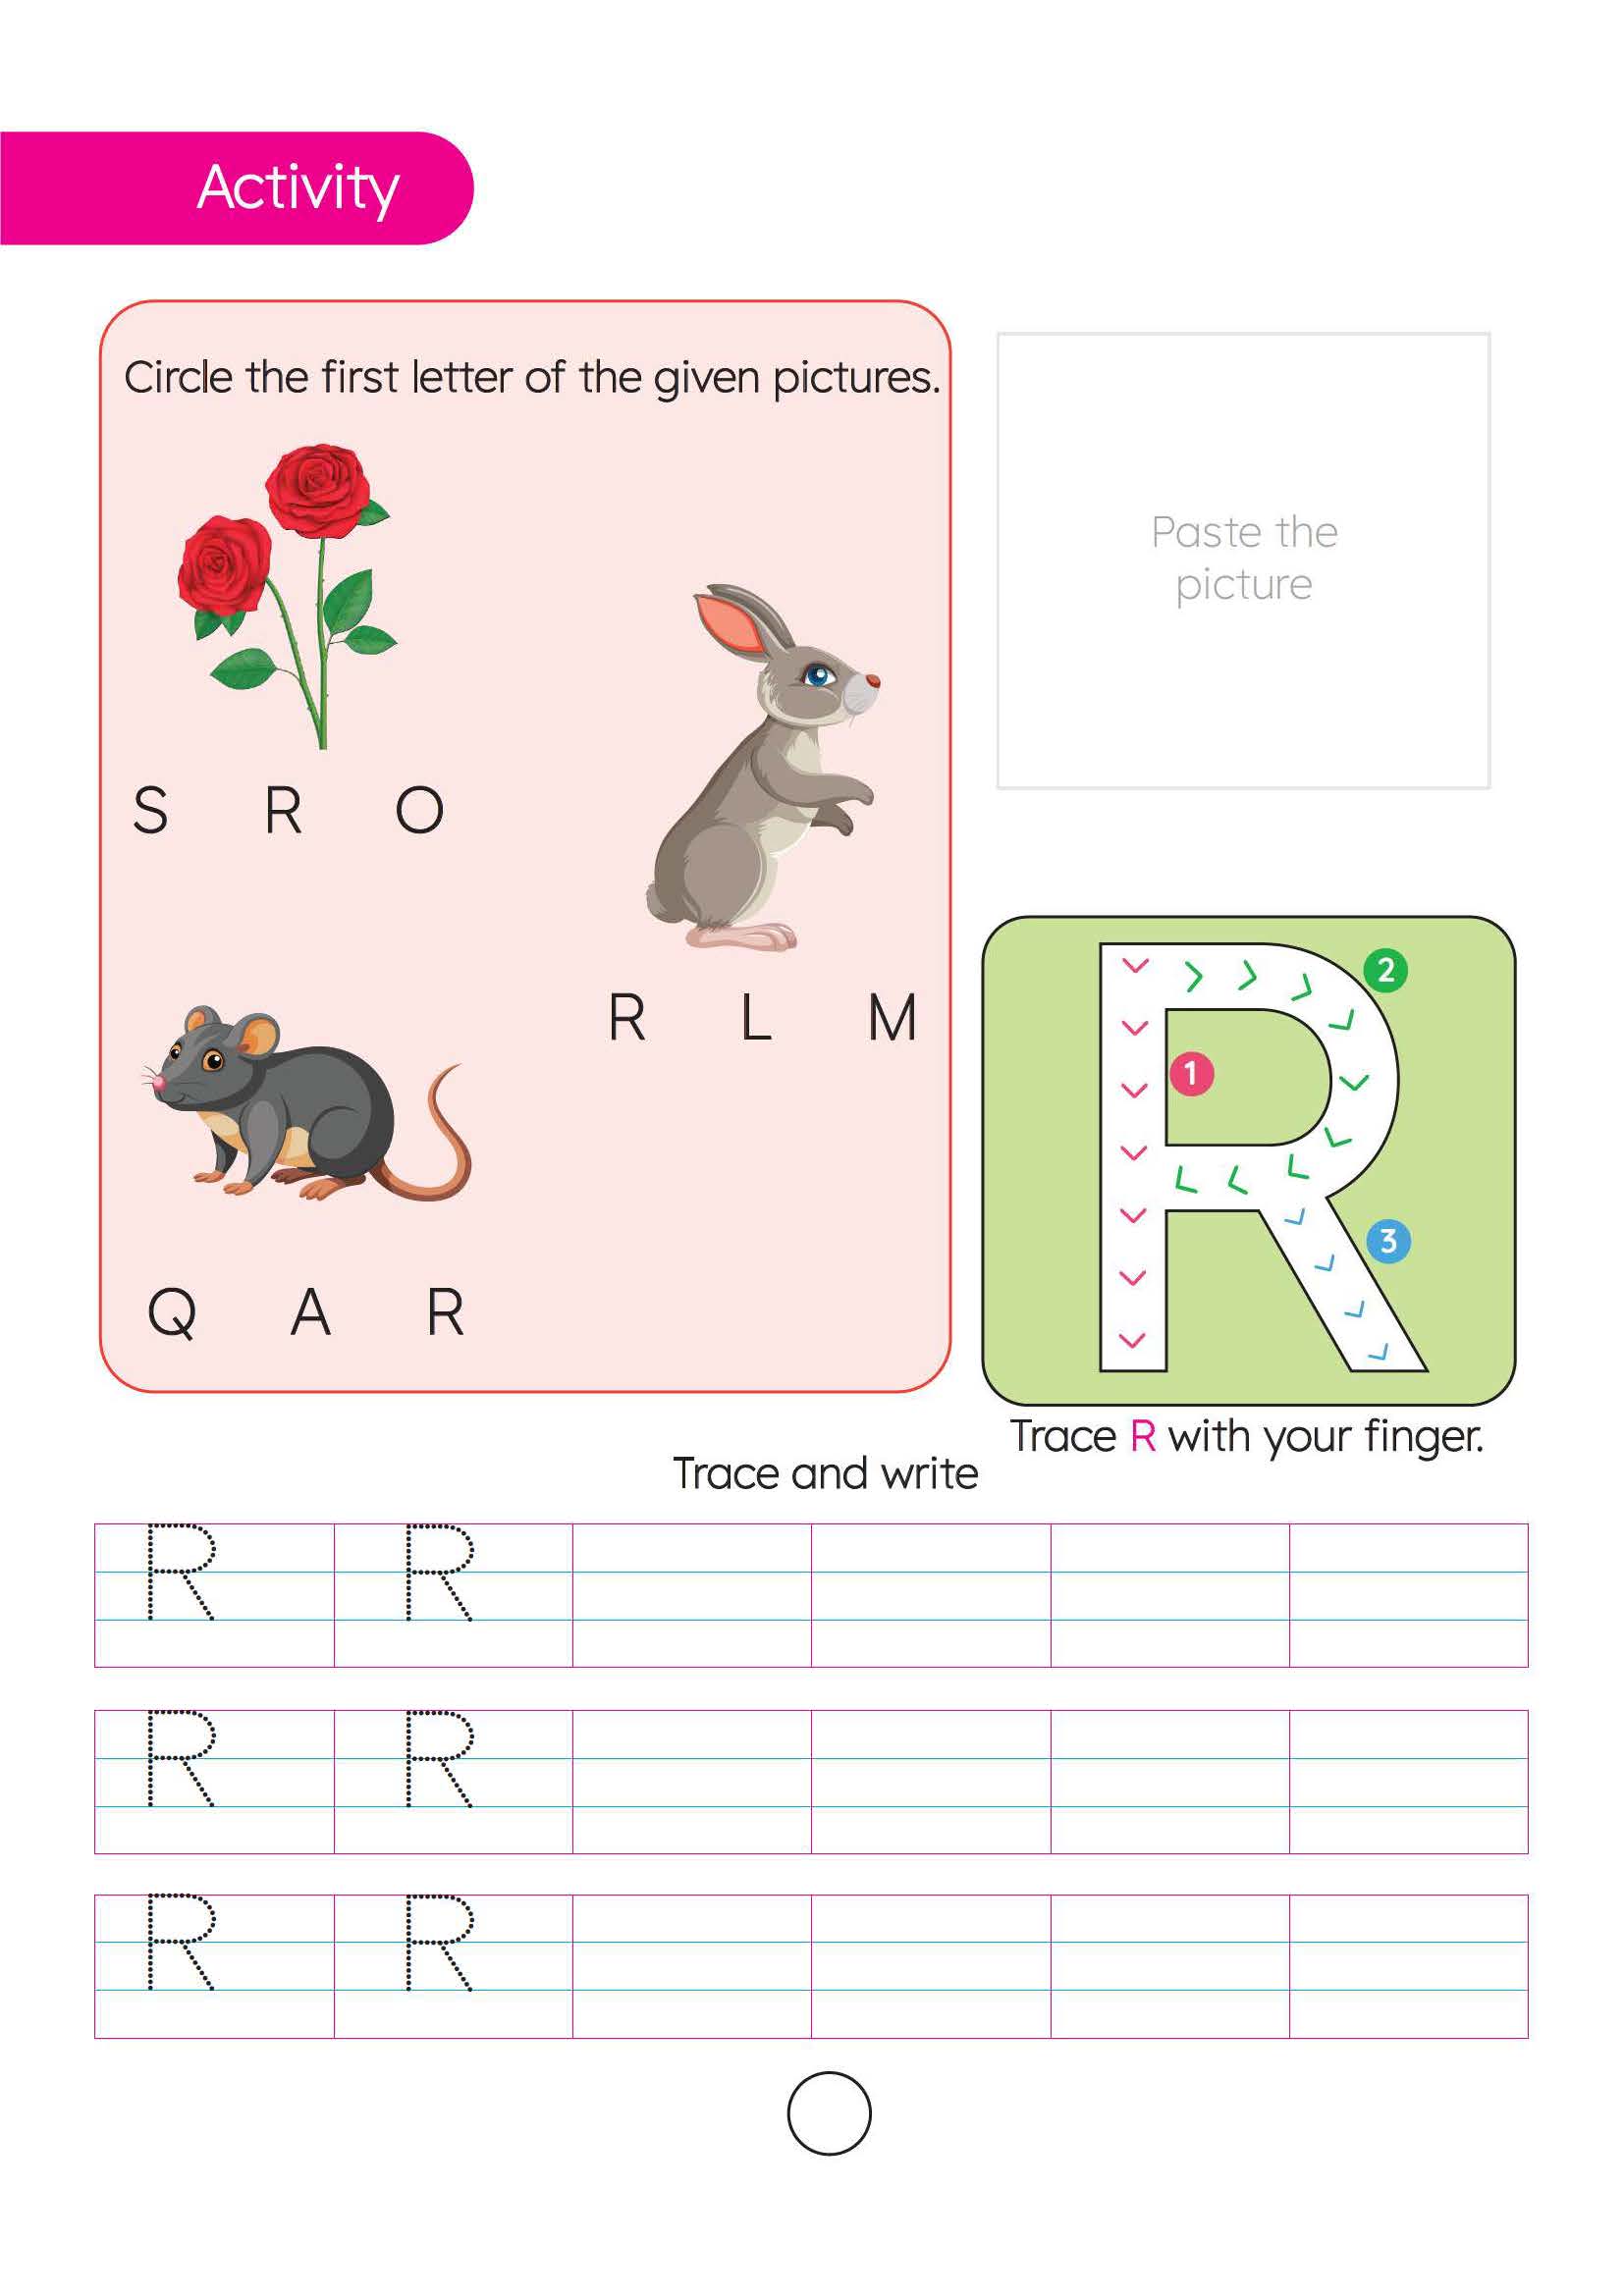 Activity
Circle the first letter of the given pictures.
S R O
R L M
Q A R
Paste the
picture
R
1
2
3
Trace R with your finger.
Trace and write
R R
R R
R R